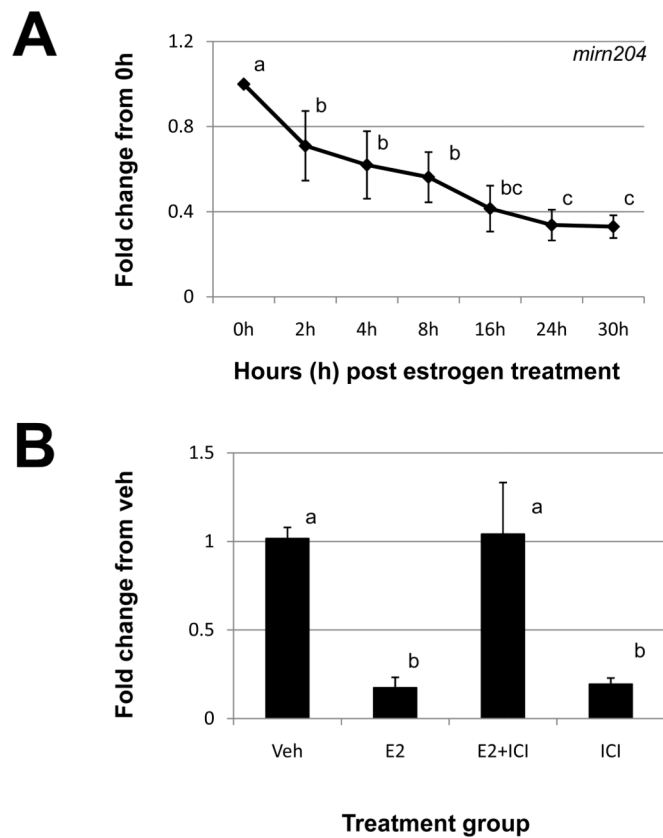 A
Fold change from 0h
1.2
0.8
0.4
0
mirn204
a
b
b
b
bc
c
c
0h 2h 4h 8h 16h 24h 30h
Hours (h) post estrogen treatment
B
Fold change from veh
1.5
1
0.5
0
a
b
a
b
Veh E2 E2+ICI ICI
Treatment group